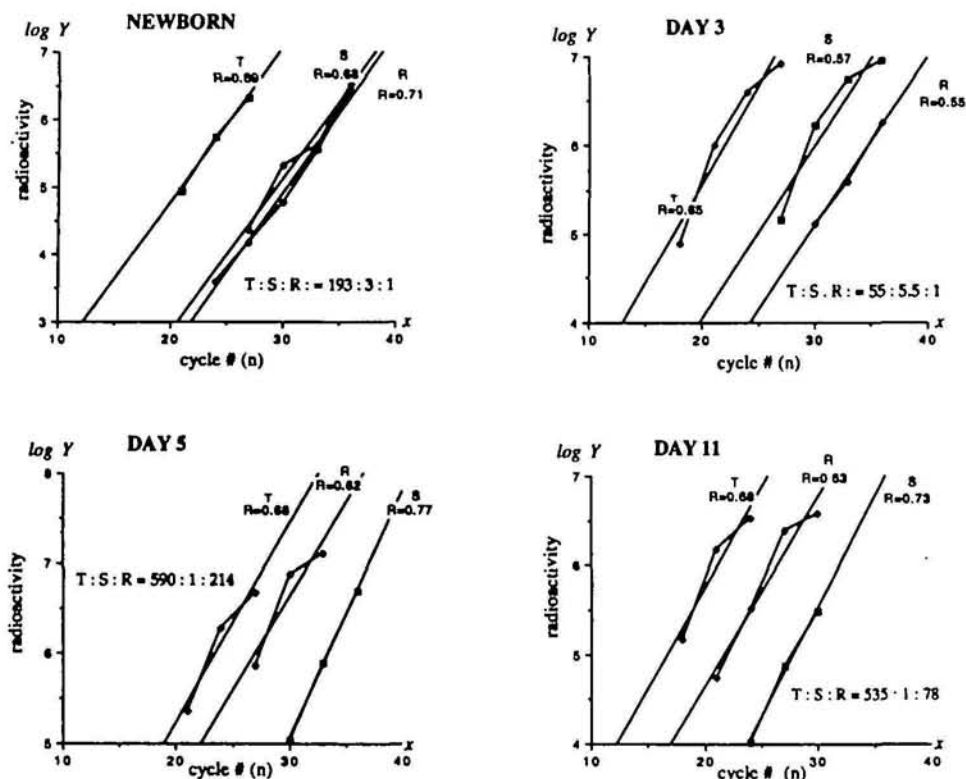 log Y
NEWBORN
7
6
5
4
3
radioactivity
T
R=0.69
S
R=0.68
R
R=0.71
T : S : R : = 193 : 3 : 1
10
20
30
40
x
cycle # (n)
DAY 3
log Y
7
6
5
4
radioactivity
T
R=0.65
S
R=0.57
R
R=0.55
T : S . R : = 55 : 5.5 : 1
10
20
30
40
x
cycle # (n)
log Y
DAY 5
8
7
6
5
radioactivity
T
R=0.68
R
R=0.62
S
R=0.77
T : S : R = 590 : 1 : 214
10
20
30
40
x
cycle # (n)
log Y
DAY 11
7
6
5
4
radioactivity
T
R=0.68
R
R=0.63
S
R=0.73
T : S : R = 535 · 1 : 78
10
20
30
40
x
cycle # (n)